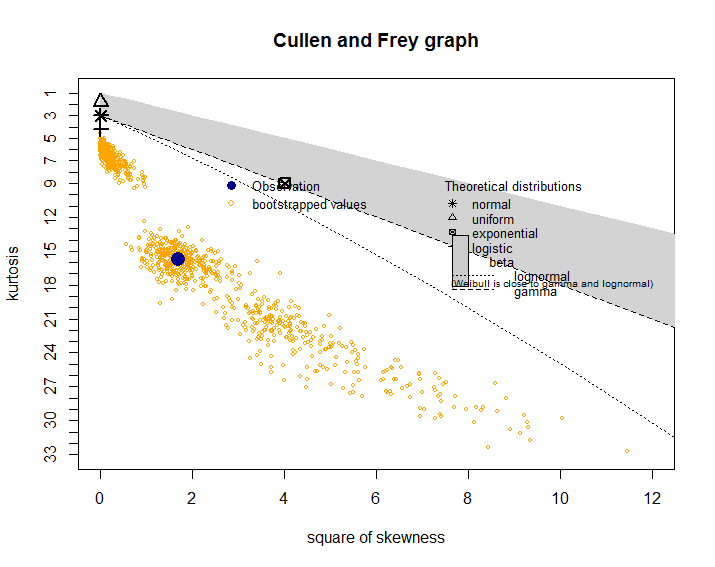 Cullen and Frey graph
kurtosis
1
3
5
7
9
12
15
18
21
24
27
30
33
Observation
bootstrapped values
Theoretical distributions
normal
uniform
exponential
logistic
beta
lognormal
(Weibull is close to gamma and lognormal)
gamma
0
2
4
6
8
10
12
square of skewness